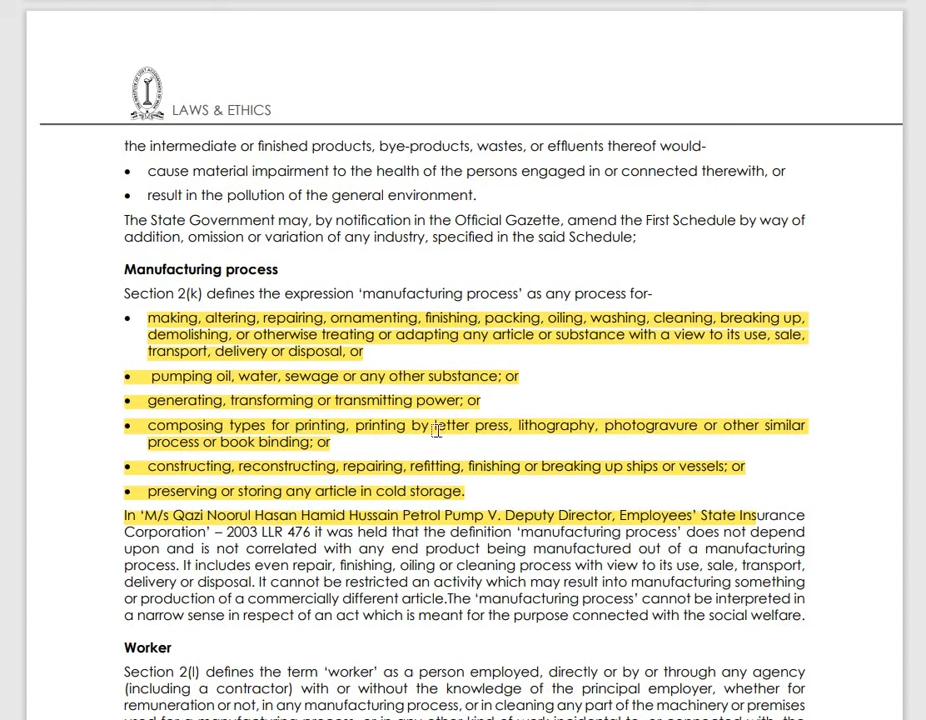 LAWS & ETHICS
the intermediate or finished products, bye-products, wastes, or effluents thereof would-
• cause material impairment to the health of the persons engaged in or connected therewith, or
• result in the pollution of the general environment.
The State Government may, by notification in the Official Gazette, amend the First Schedule by way of
addition, omission or variation of any industry, specified in the said Schedule;
Manufacturing process
Section 2(k) defines the expression ‘manufacturing process’ as any process for-
• making, altering, repairing, ornamenting, finishing, packing, oiling, washing, cleaning, breaking up,
demolishing, or otherwise treating or adapting any article or substance with a view to its use, sale,
transport, delivery or disposal, or
• pumping oil, water, sewage or any other substance; or
• generating, transforming or transmitting power; or
• composing types for printing, printing by letter press, lithography, photogravure or other similar
process or book binding; or
• constructing, reconstructing, repairing, refitting, finishing or breaking up ships or vessels; or
• preserving or storing any article in cold storage.
In ‘M/s Qazi Noorul Hasan Hamid Hussain Petrol Pump V. Deputy Director, Employees’ State Insurance
Corporation’ – 2003 LLR 476 it was held that the definition ‘manufacturing process’ does not depend
upon and is not correlated with any end product being manufactured out of a manufacturing
process. It includes even repair, finishing, oiling or cleaning process with view to its use, sale, transport,
delivery or disposal. It cannot be restricted an activity which may result into manufacturing something
or production of a commercially different article.The ‘manufacturing process’ cannot be interpreted in
a narrow sense in respect of an act which is meant for the purpose connected with the social welfare.
Worker
Section 2(l) defines the term ‘worker’ as a person employed, directly or by or through any agency
(including a contractor) with or without the knowledge of the principal employer, whether for
remuneration or not, in any manufacturing process, or in cleaning any part of the machinery or premises